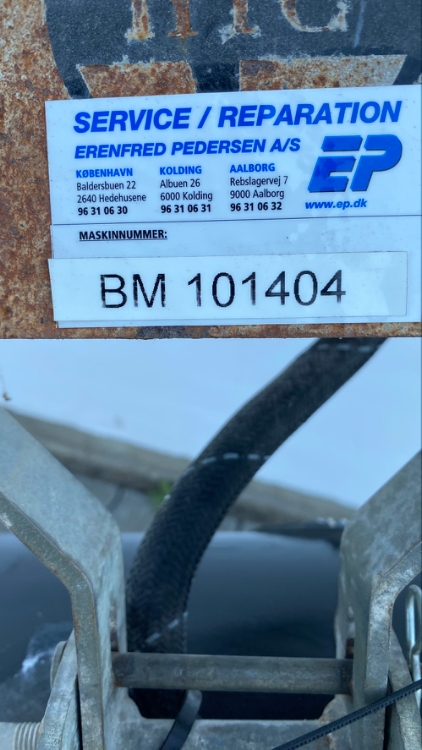 SERVICE / REPARATION
ERENFRED PEDERSEN A/S
EP
www.ep.dk
KØBENHAVN
Baldersbuen 22
2640 Hedehusene
96 31 06 30
KOLDING
Albuen 26
6000 Kolding
96 31 06 31
AALBORG
Rebslagervej 7
9000 Aalborg
96 31 06 32
MASKINNUMMER:
BM 101404